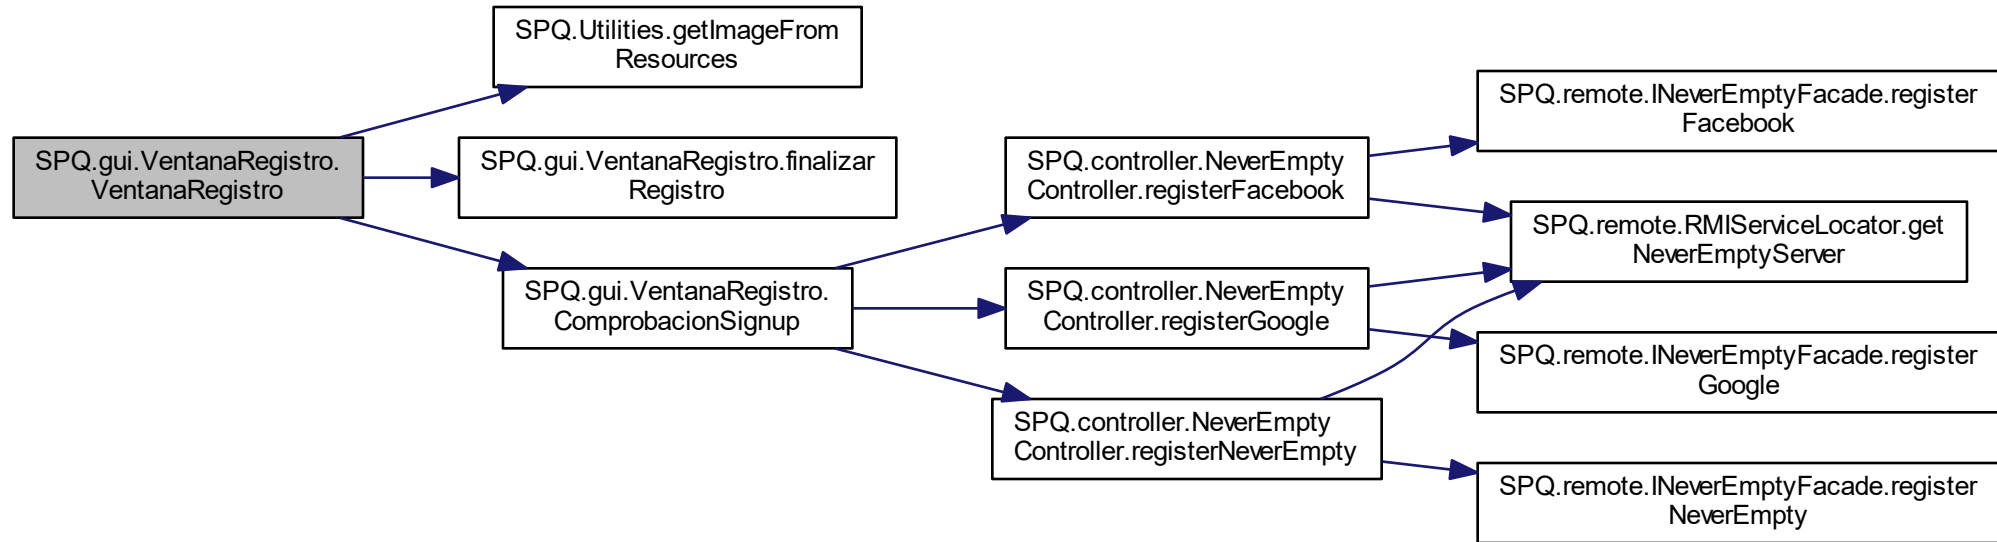 SPQ.gui.VentanaRegistro.
VentanaRegistro
SPQ.Utilities.getImageFrom
Resources
SPQ.gui.VentanaRegistro.finalizar
Registro
SPQ.gui.VentanaRegistro.
ComprobacionSignup
SPQ.controller.NeverEmpty
Controller.registerFacebook
SPQ.controller.NeverEmpty
Controller.registerGoogle
SPQ.controller.NeverEmpty
Controller.registerNeverEmpty
SPQ.remote.INeverEmptyFacade.register
Facebook
SPQ.remote.RMIServiceLocator.get
NeverEmptyServer
SPQ.remote.INeverEmptyFacade.register
Google
SPQ.remote.INeverEmptyFacade.register
NeverEmpty